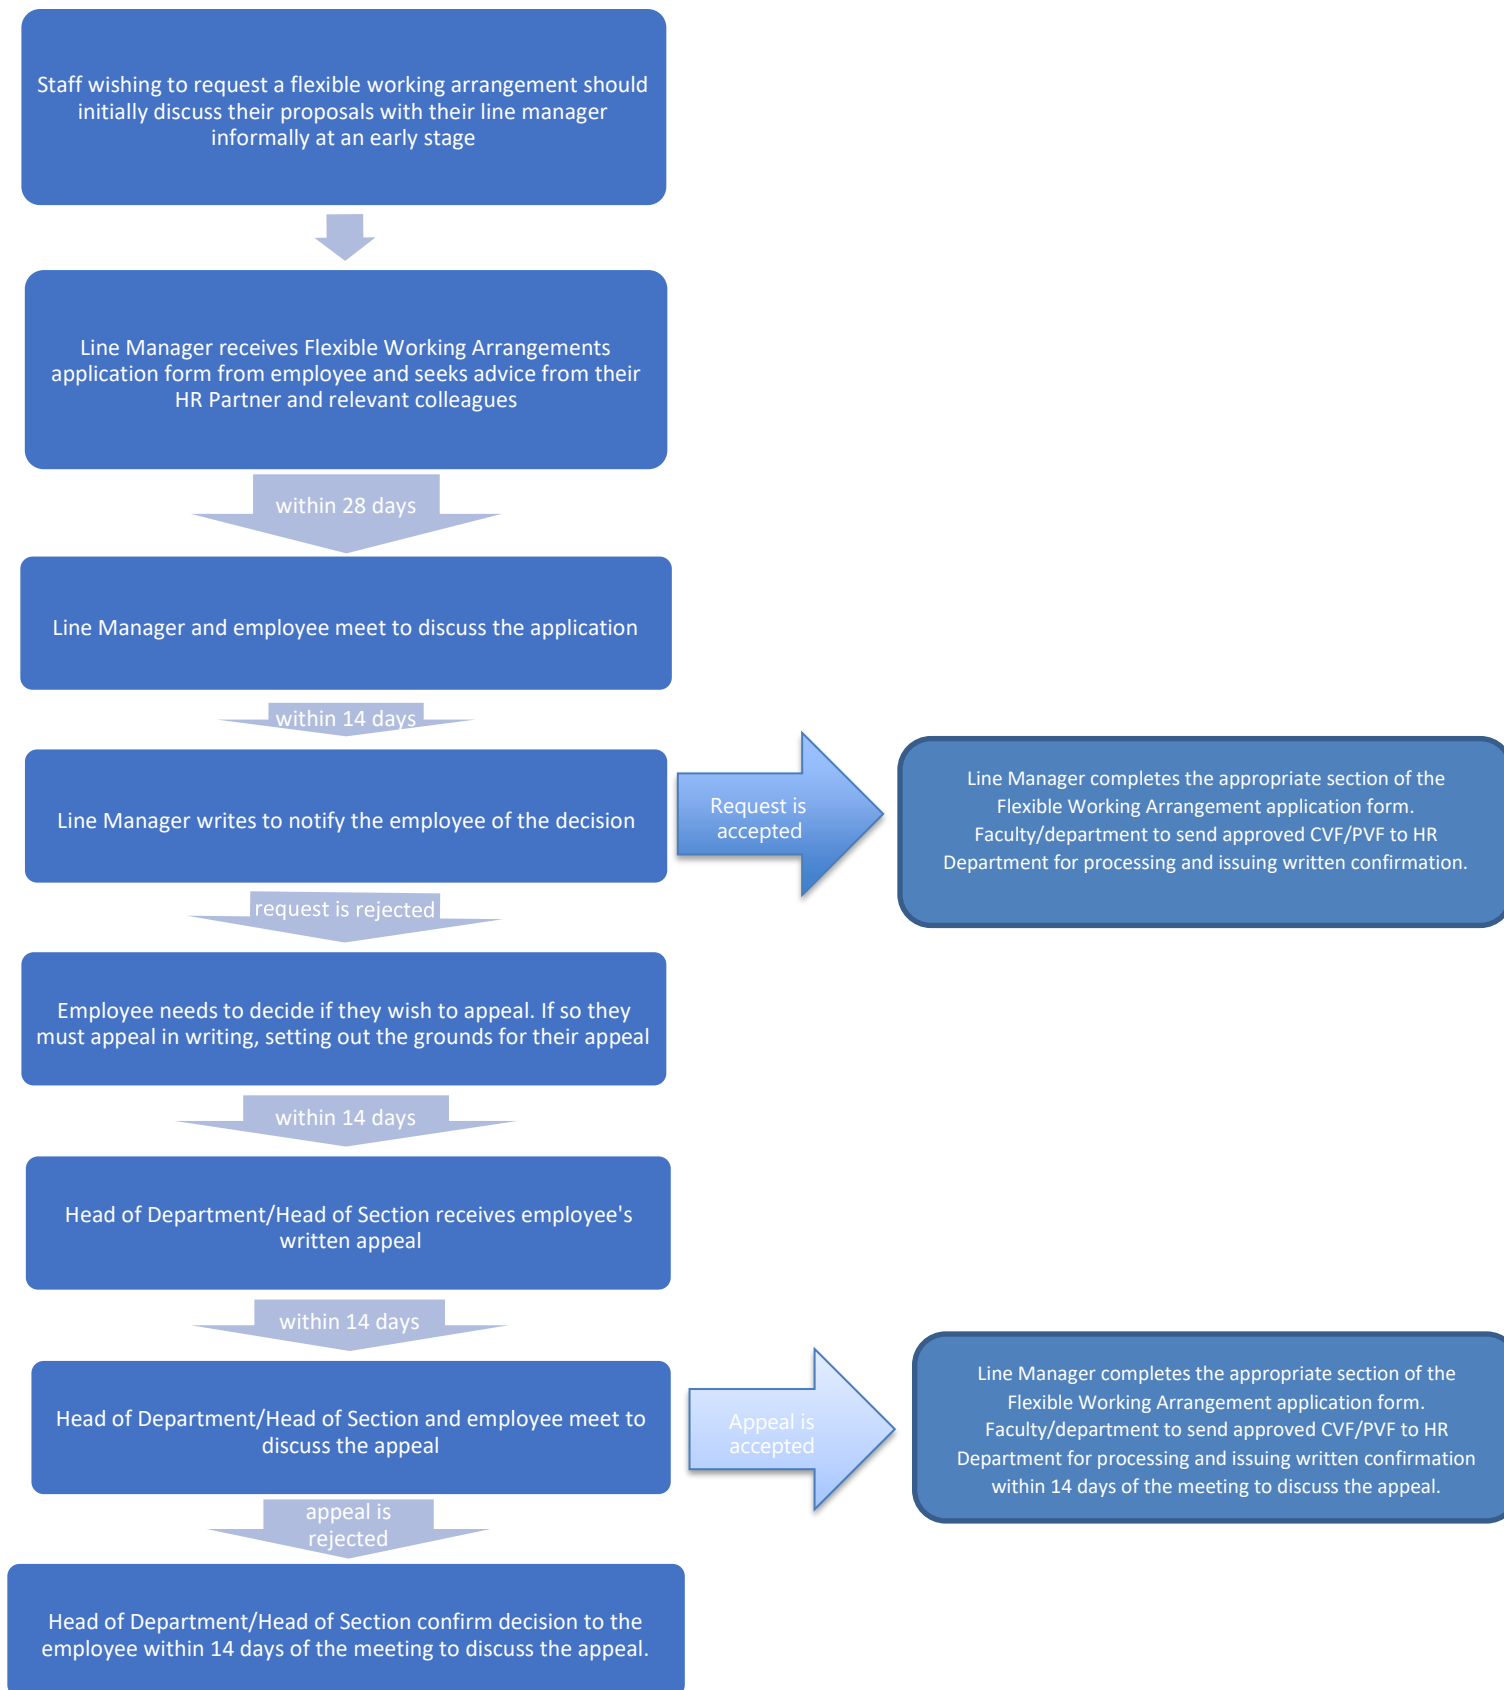 Staff wishing to request a flexible working arrangement should
initially discuss their proposals with their line manager
informally at an early stage
Line Manager receives Flexible Working Arrangements
application form from employee and seeks advice from their
HR Partner and relevant colleagues
within 28 days
Line Manager and employee meet to discuss the application
within 14 days
Line Manager writes to notify the employee of the decision
Request is
accepted
Line Manager completes the appropriate section of the
Flexible Working Arrangement application form.
Faculty/department to send approved CVF/PVF to HR
Department for processing and issuing written confirmation.
request is rejected
Employee needs to decide if they wish to appeal. If so they
must appeal in writing, setting out the grounds for their appeal
within 14 days
Head of Department/Head of Section receives employee's
written appeal
within 14 days
Head of Department/Head of Section and employee meet to
discuss the appeal
Appeal is
accepted
Line Manager completes the appropriate section of the
Flexible Working Arrangement application form.
Faculty/department to send approved CVF/PVF to HR
Department for processing and issuing written confirmation
within 14 days of the meeting to discuss the appeal.
appeal is
rejected
Head of Department/Head of Section confirm decision to the
employee within 14 days of the meeting to discuss the appeal.